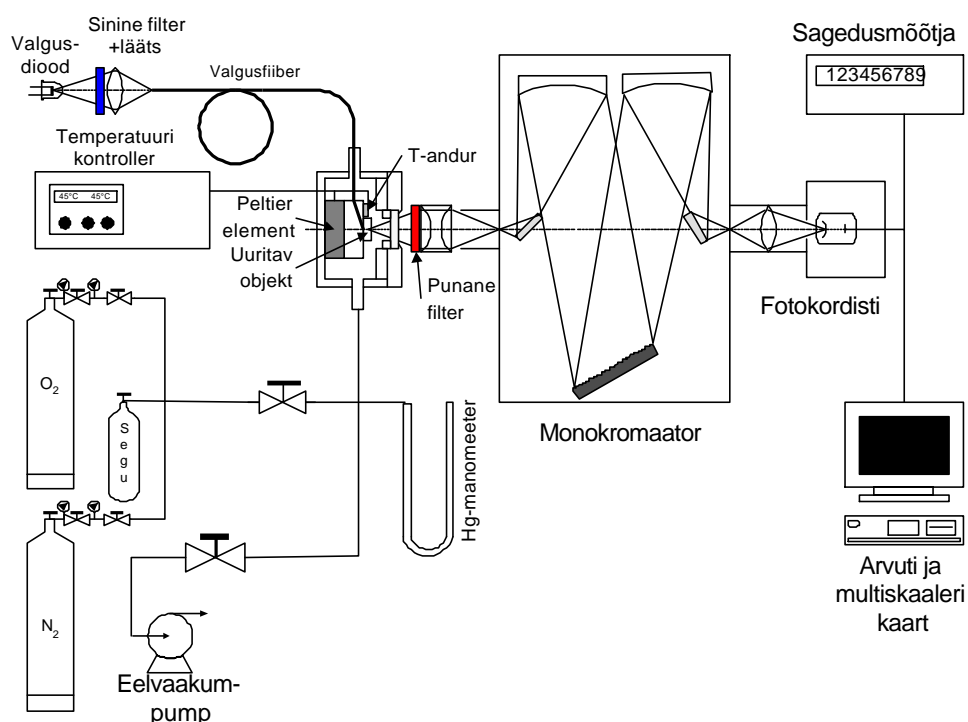 Sinine filter
+lääts
Valgus-
diood
Valgusfiiber
Sagedusmõõtja
123456789
Temperatuuri
kontroller
45°C 45°C
T-andur
Peltier
element
Uuritav
objekt
Punane
filter
Fotokordisti
Monokromaator
O2
Segu
Hg-manomeeter
N2
Eelvaakum-
pump
Arvuti ja
multiskaaleri
kaart